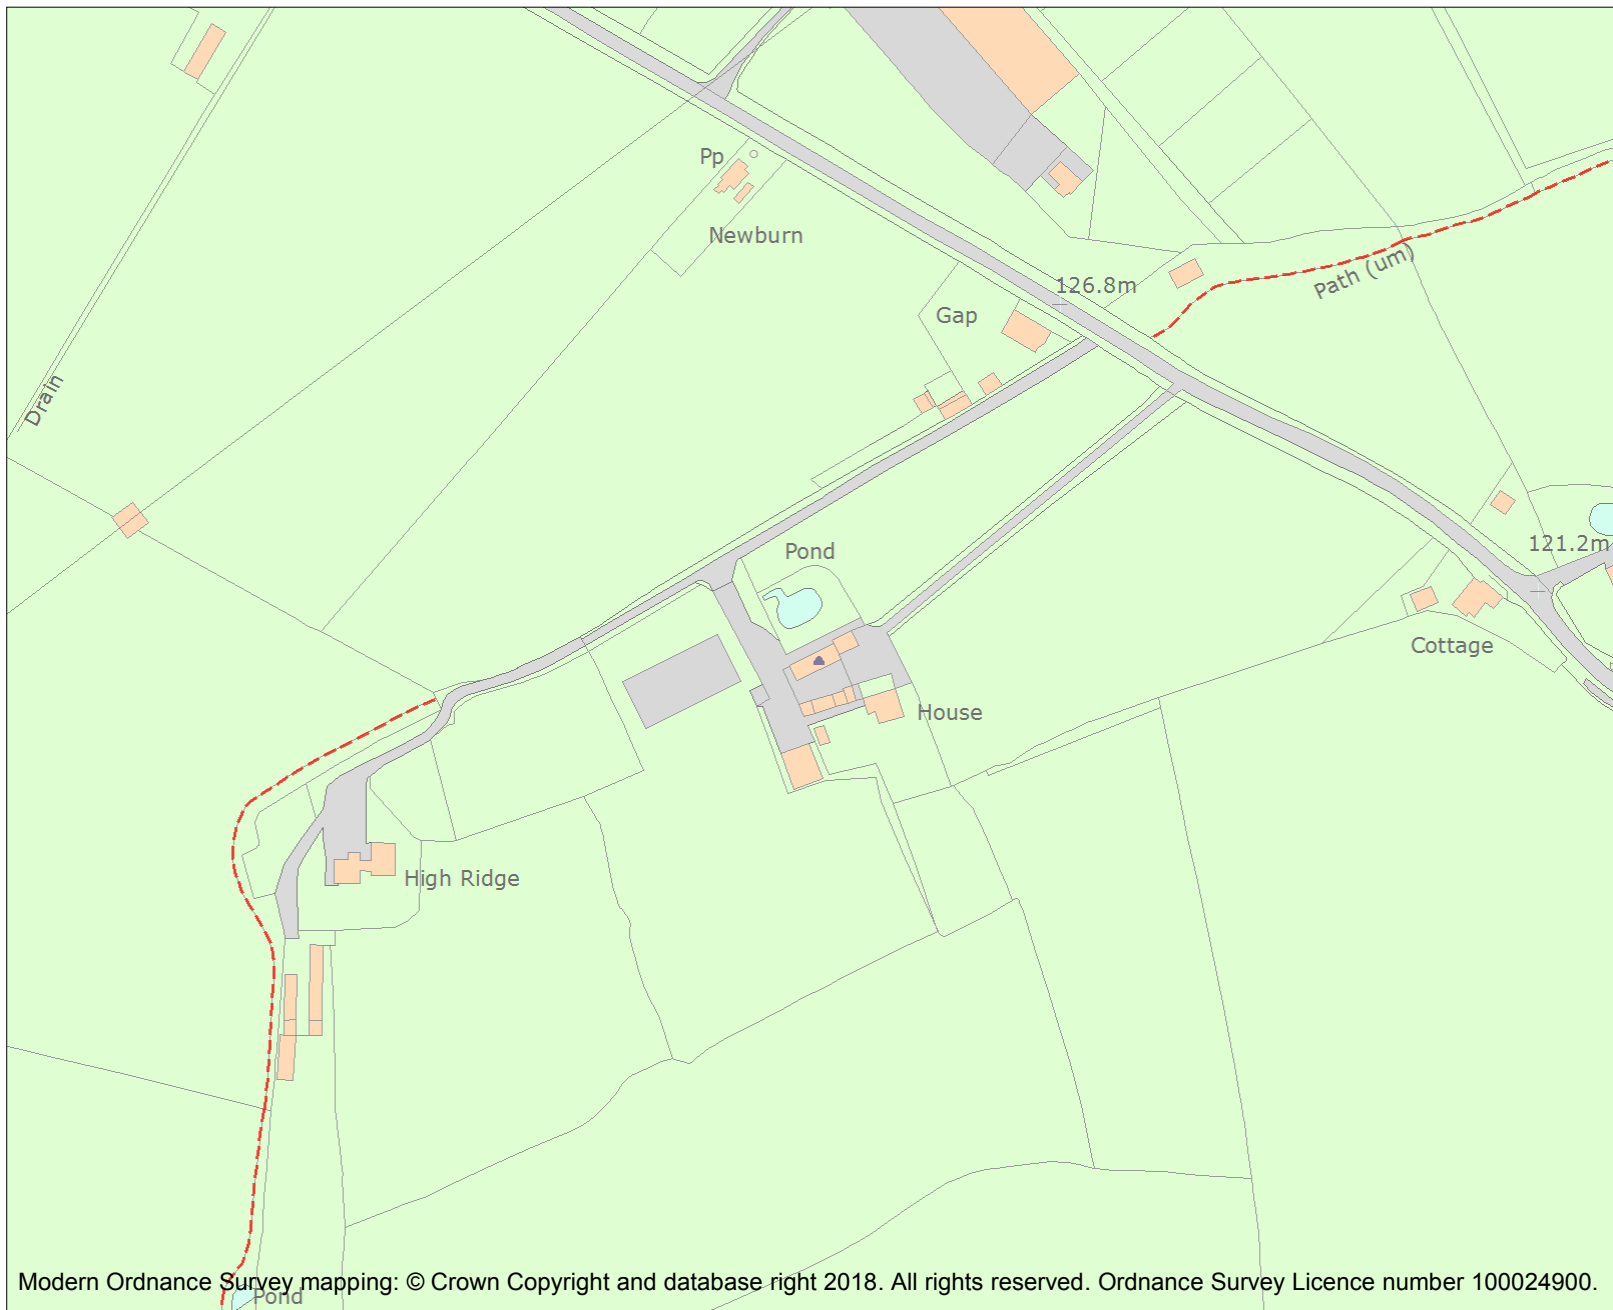 Pp
Newburn
126.8m
Path (um)
Gap
Drain
Pond
121.2m
Cottage
House
High Ridge
Modern Ordnance Survey mapping: © Crown Copyright and database right 2018. All rights reserved. Ordnance Survey Licence number 100024900.
Pond